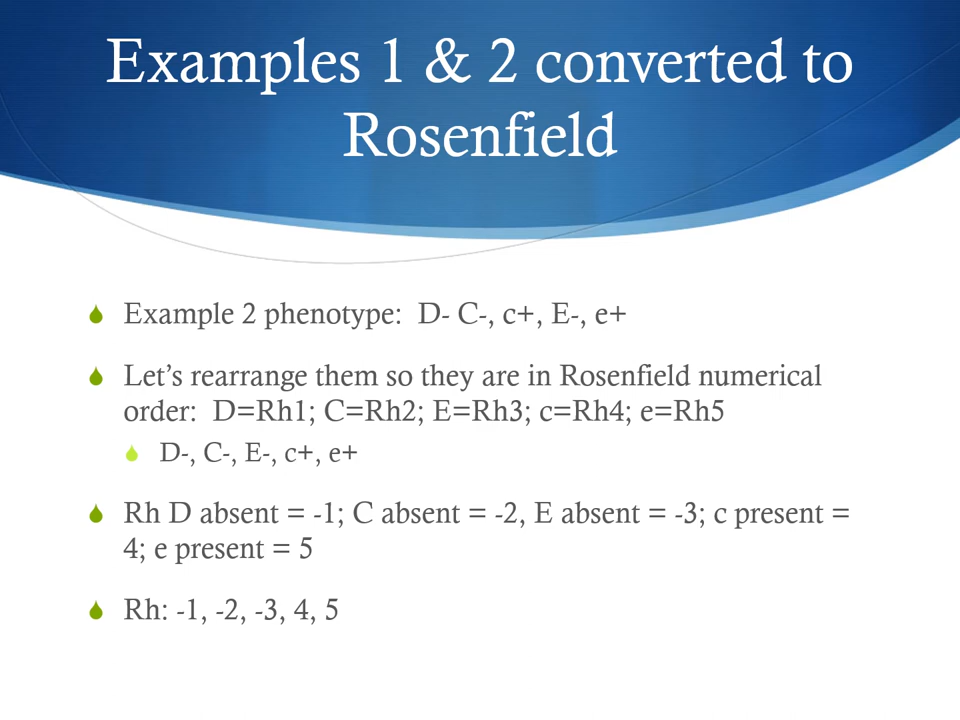 Examples 1 & 2 converted to
Rosenfield
Example 2 phenotype: D- C-, c+, E-, e+
Let's rearrange them so they are in Rosenfield numerical
order: D=Rh1; C=Rh2; E=Rh3; c=Rh4; e=Rh5
D-, C-, E-, c+, e+
Rh D absent = -1; C absent = -2, E absent = -3; c present =
4; e present = 5
Rh: -1, -2, -3, 4, 5